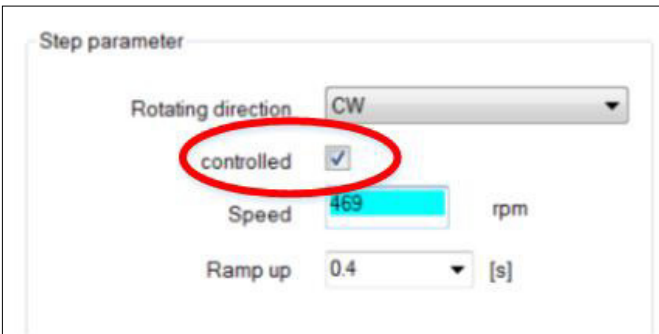 Step parameter
Rotating direction CW
controlled
Speed 469 rpm
Ramp up 0.4 [s]